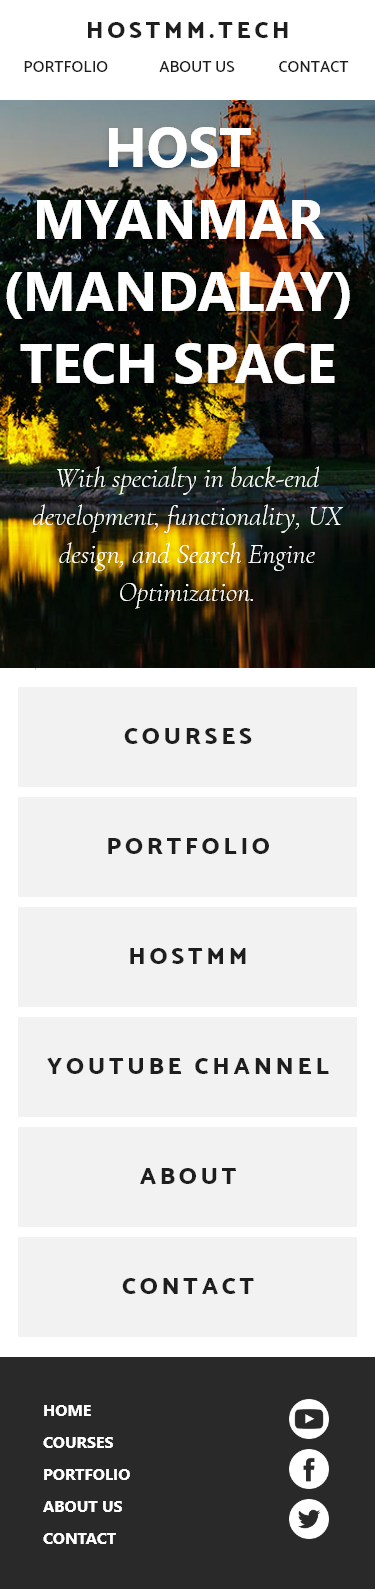 HOSTMM.TECH
PORTFOLIO ABOUT US CONTACT
HOST
MYANMAR
(MANDALAY)
TECH SPACE
With specialty in back-end
development, functionality, UX
design, and Search Engine
Optimization.
COURSES
PORTFOLIO
HOSTMM
YOUTUBE CHANNEL
ABOUT
CONTACT
HOME
COURSES
PORTFOLIO
ABOUT US
CONTACT